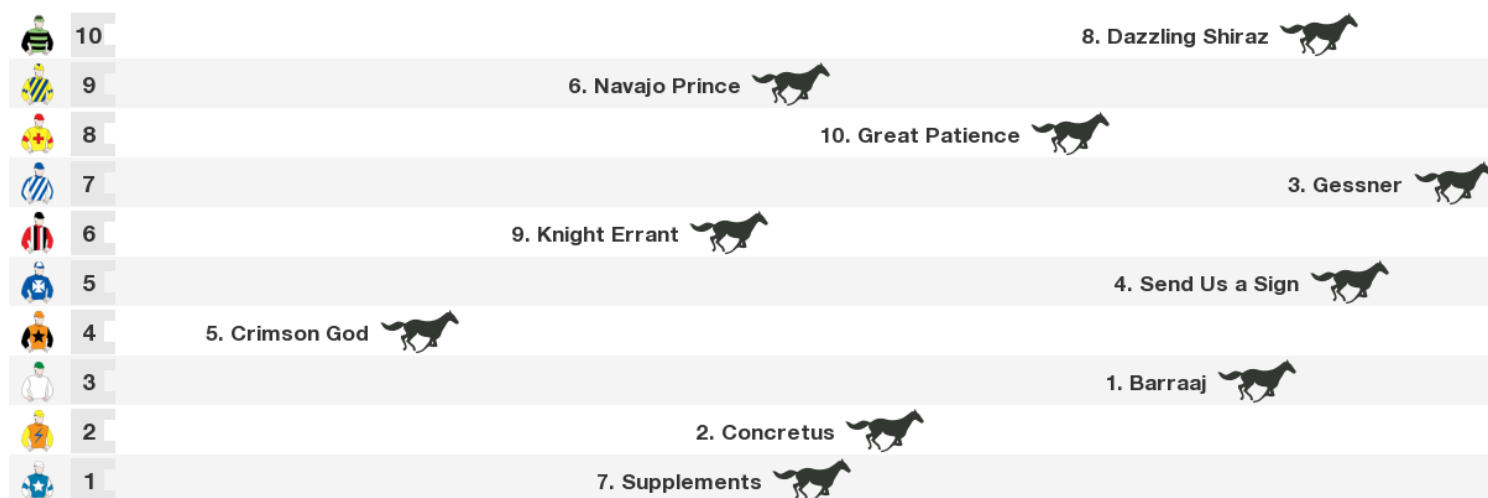 10 8. Dazzling Shiraz
9 6. Navajo Prince
8 10. Great Patience
7 3. Gessner
6 9. Knight Errant
5 4. Send Us a Sign
4 5. Crimson God
3 1. Barraaj
2 2. Concretus
1 7. Supplements